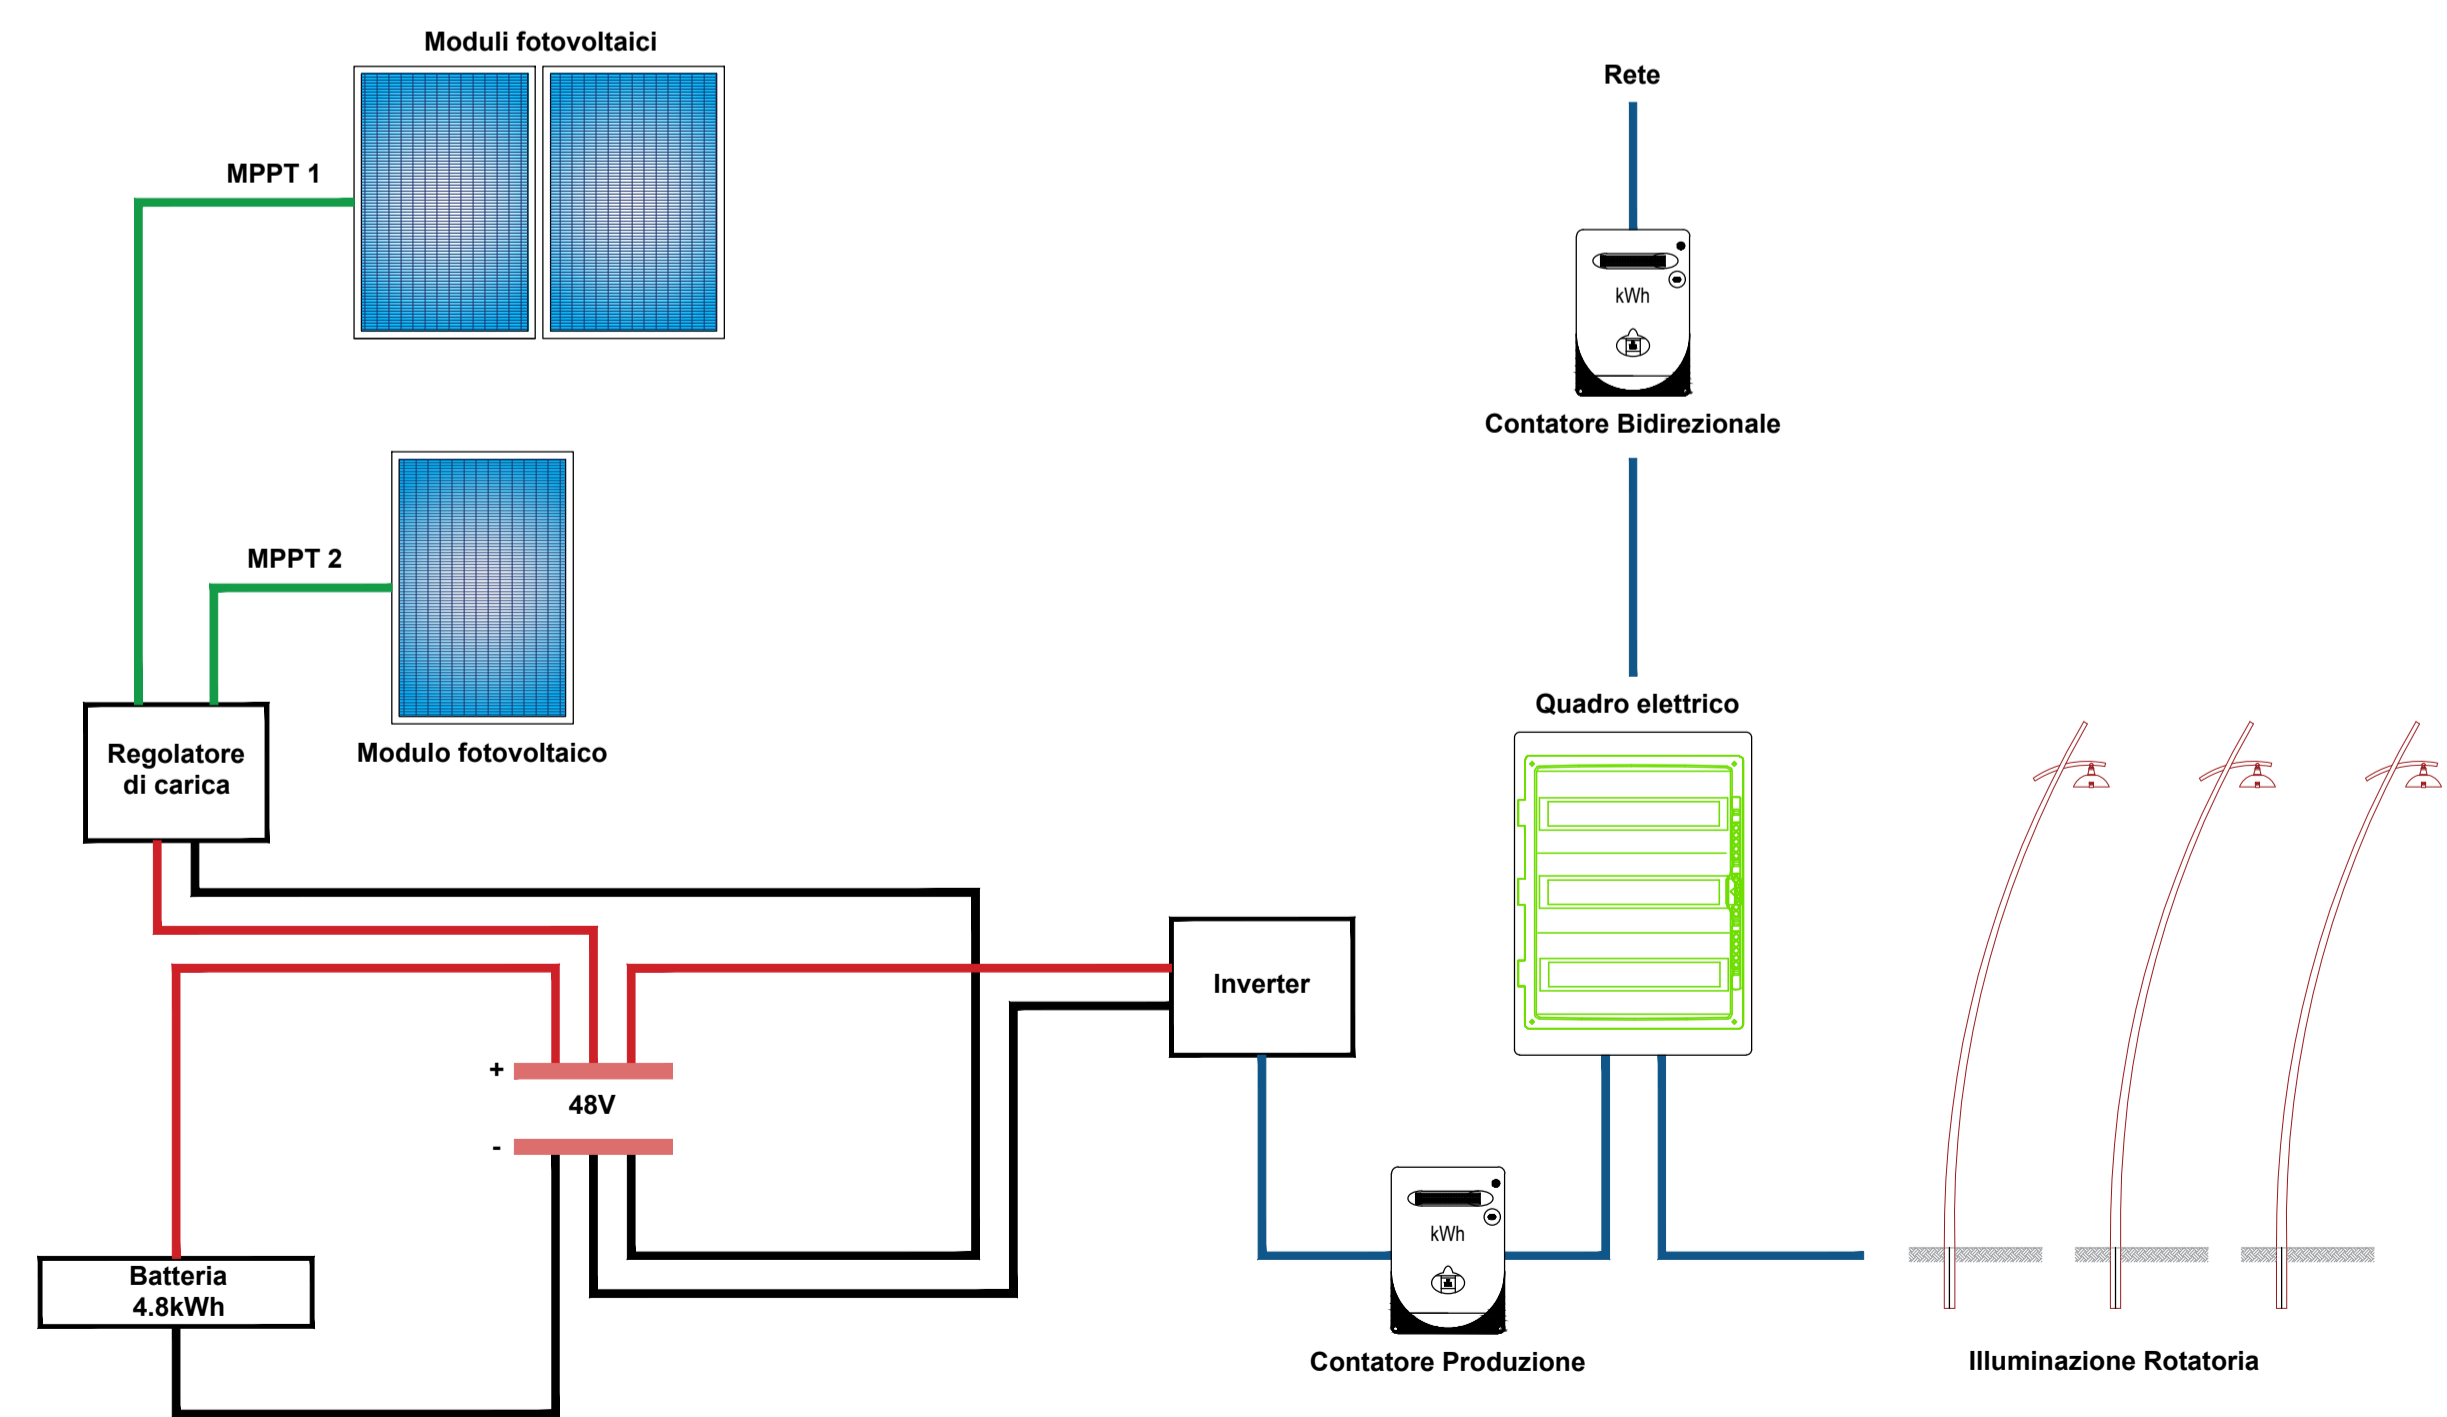 Moduli fotovoltaici
Rete
MPPT 1
kWh
Contatore Bidirezionale
MPPT 2
Quadro elettrico
Modulo fotovoltaico
Regolatore
di carica
Inverter
+
48V
-
kWh
Batteria
4.8kWh
Contatore Produzione
Illuminazione Rotatoria